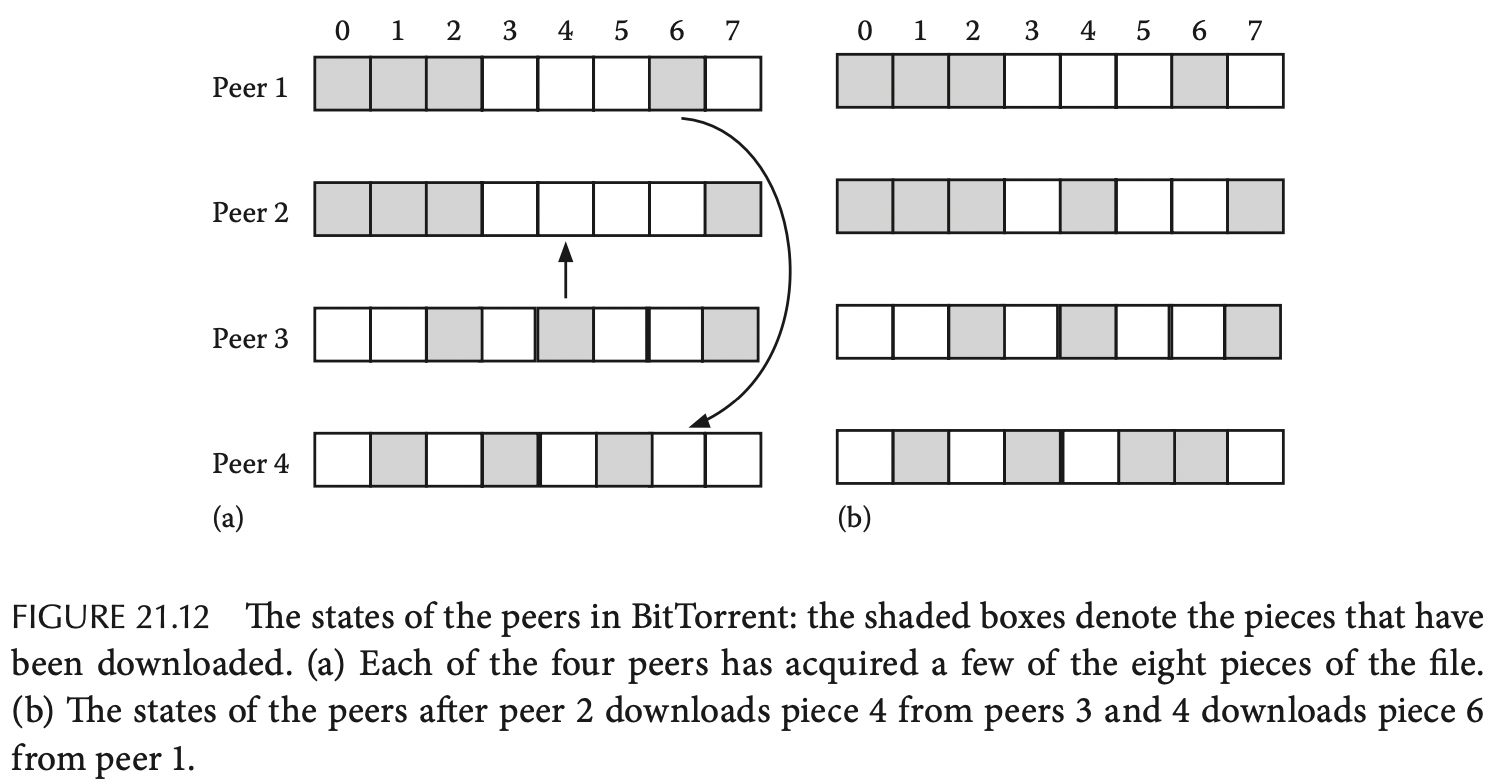 0 1 2 3 4 5 6 7
0 1 2 3 4 5 6 7
Peer 1
Peer 2
Peer 3
Peer 4
(a)
(b)
FIGURE 21.12 The states of the peers in BitTorrent: the shaded boxes denote the pieces that have
been downloaded. (a) Each of the four peers has acquired a few of the eight pieces of the file.
(b) The states of the peers after peer 2 downloads piece 4 from peers 3 and 4 downloads piece 6
from peer 1.